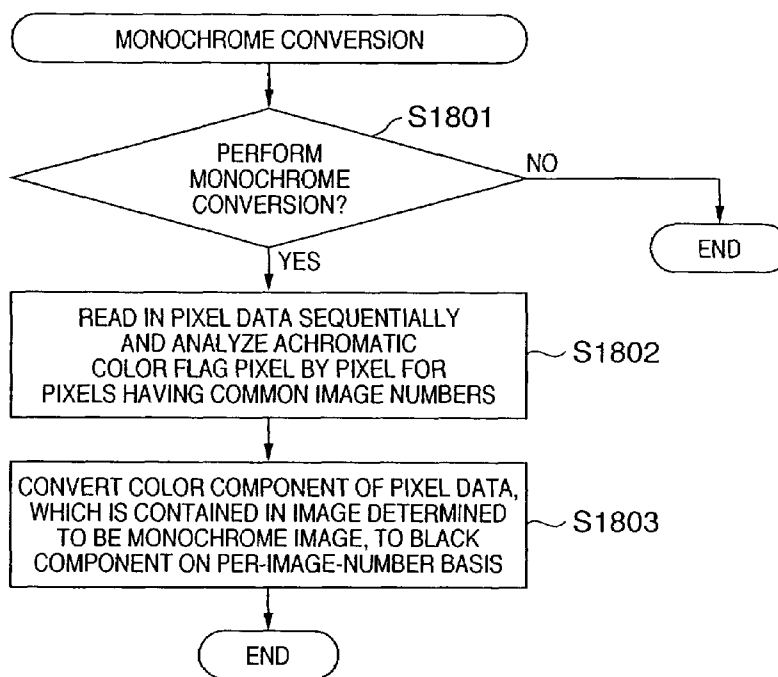 MONOCHROME CONVERSION
S1801
PERFORM
MONOCHROME
CONVERSION?
NO
END
YES
READ IN PIXEL DATA SEQUENTIALLY
AND ANALYZE ACHROMATIC
COLOR FLAG PIXEL BY PIXEL FOR
PIXELS HAVING COMMON IMAGE NUMBERS
S1802
CONVERT COLOR COMPONENT OF PIXEL DATA,
WHICH IS CONTAINED IN IMAGE DETERMINED
TO BE MONOCHROME IMAGE, TO BLACK
COMPONENT ON PER-IMAGE-NUMBER BASIS
S1803
END